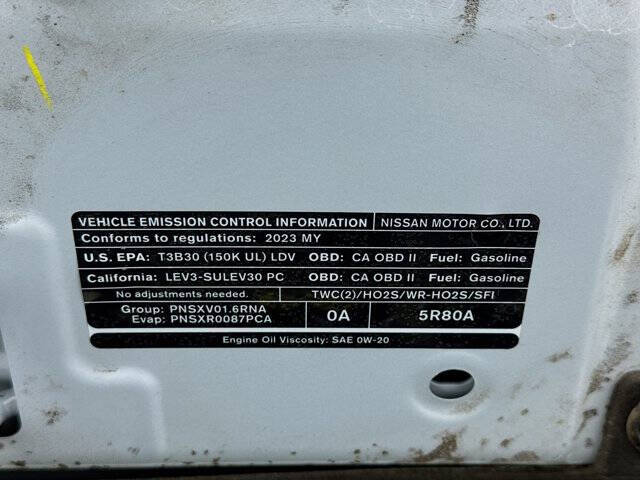 VEHICLE EMISSION CONTROL INFORMATION NISSAN MOTOR CO., LTD.
Conforms to regulations: 2023 MY
U.S. EPA: T3B30 (150K UL) LDV OBD: CA OBD II Fuel: Gasoline
California: LEV3-SULEV30 PC OBD: CA OBD II Fuel: Gasoline
No adjustments needed. TWC(2)/HO2S/WR-HO2S/SFI
Group: PNSXV01.6RNA
Evap: PNSXR0087PCA
0A 5R80A
Engine Oil Viscosity: SAE 0W-20